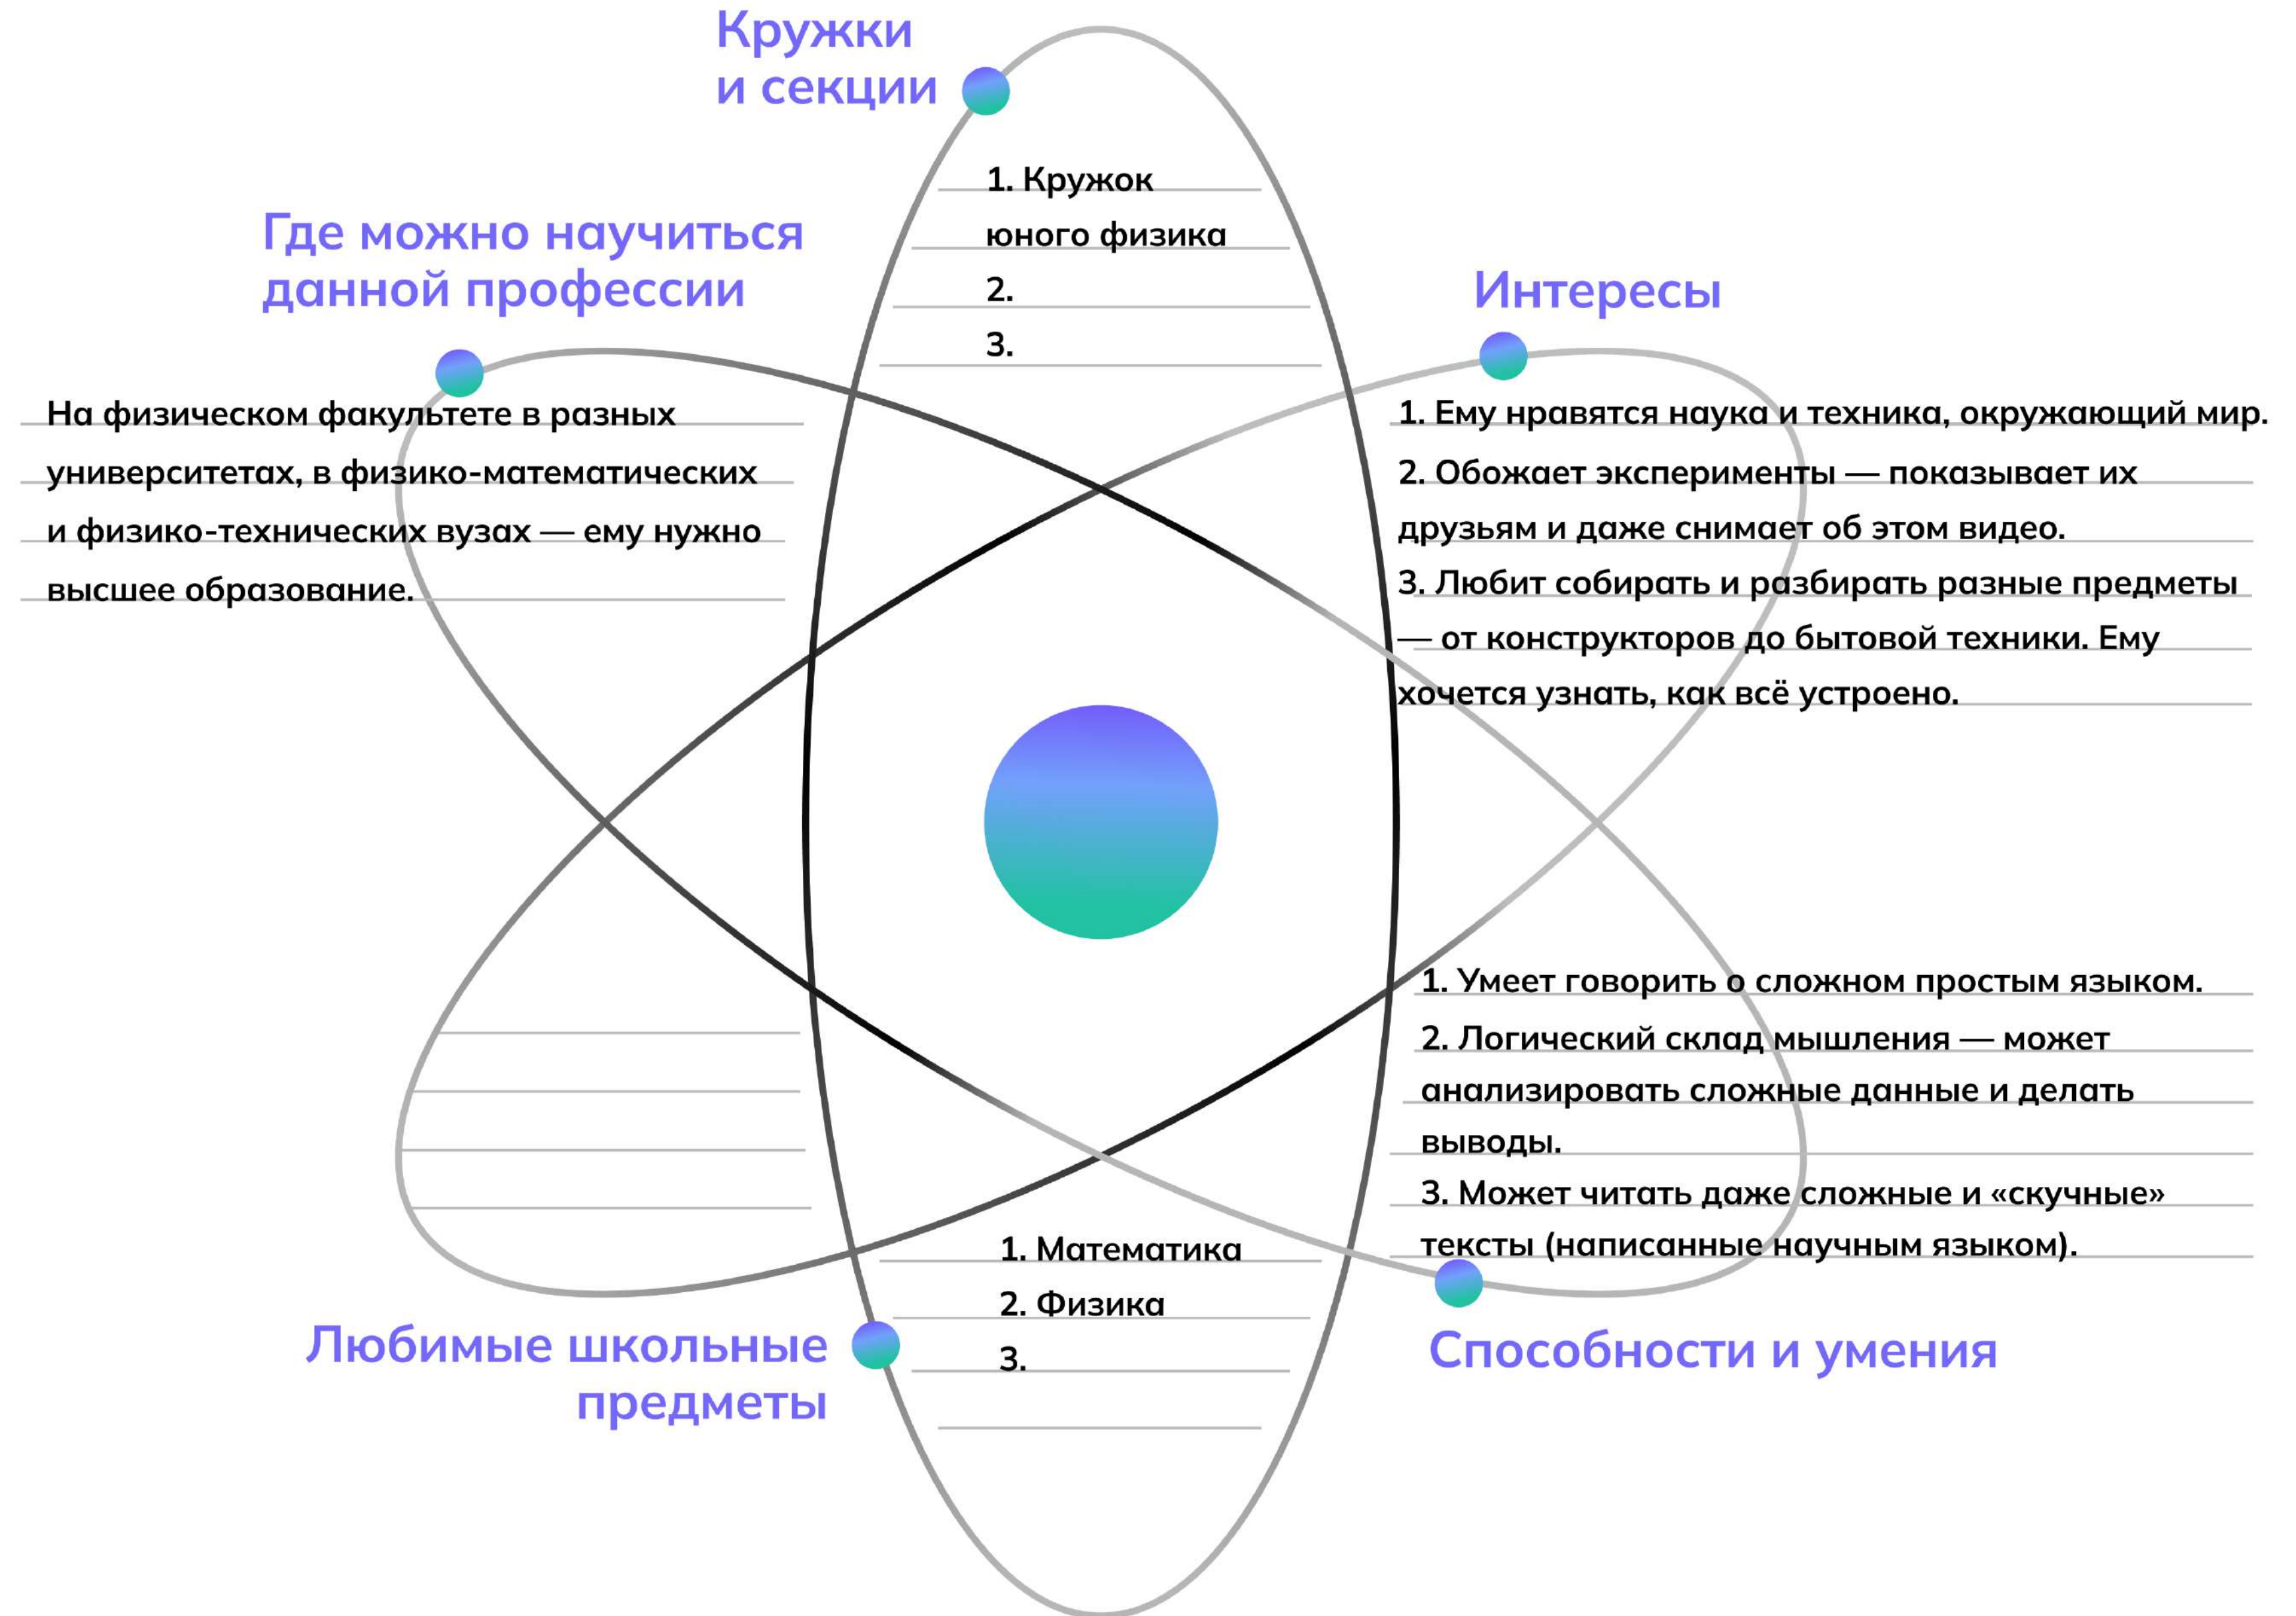 Кружки
и секции
1. Кружок
юного физика
2.
3.
Где можно научиться
данной профессии
На физическом факультете в разных
университетах, в физико-математических
и физико-технических вузах — ему нужно
высшее образование.
Интересы
1. Ему нравятся наука и техника, окружающий мир.
2. Обожает эксперименты — показывает их
друзьям и даже снимает об этом видео.
3. Любит собирать и разбирать разные предметы
— от конструкторов до бытовой техники. Ему
хочется узнать, как всё устроено.
1. Умеет говорить о сложном простым языком.
2. Логический склад мышления — может
анализировать сложные данные и делать
выводы.
3. Может читать даже сложные и «скучные»
тексты (написанные научным языком).
Способности и умения
Любимые школьные
предметы
1. Математика
2. Физика
3.